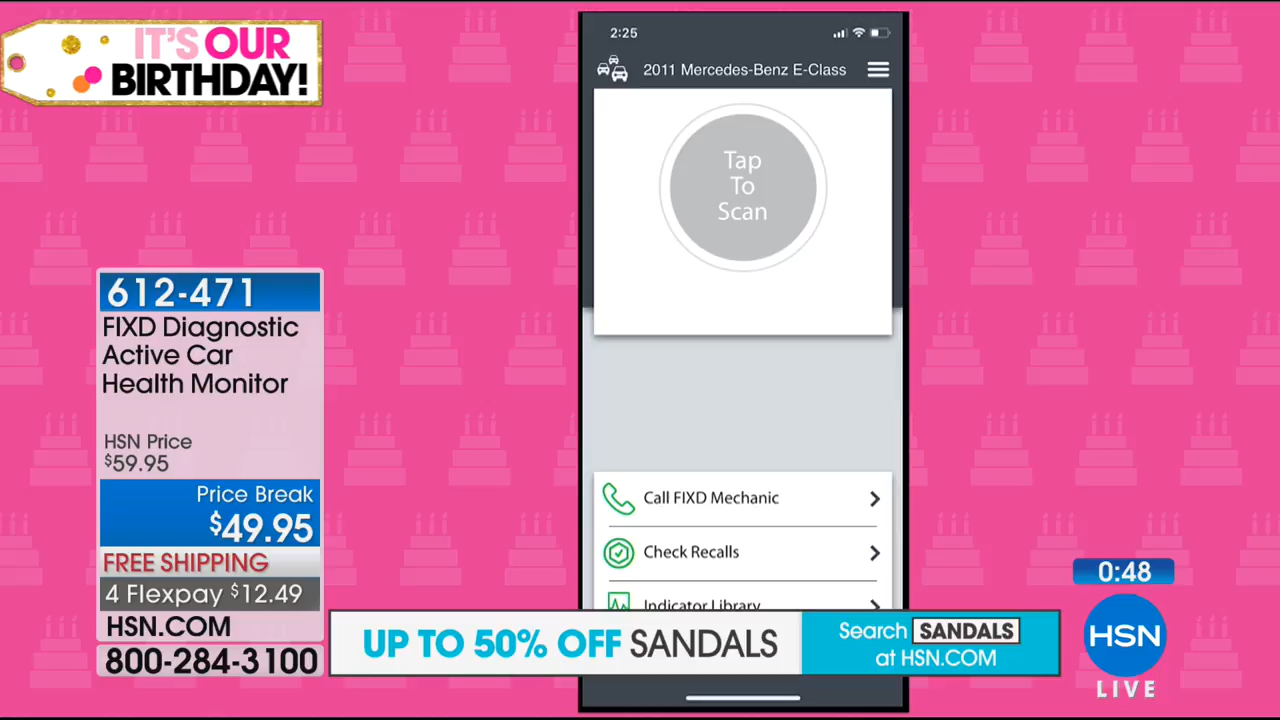 IT'S OUR
BIRTHDAY!
2:25
2011 Mercedes-Benz E-Class
Tap
To
Scan
612-471
FIXD Diagnostic
Active Car
Health Monitor
HSN Price
$59.95
Price Break
$49.95
FREE SHIPPING
4 Flexpay $12.49
HSN.COM
800-284-3100
Call FIXD Mechanic
Check Recalls
Indicator Library
UP TO 50% OFF SANDALS
Search SANDALS
at HSN.COM
0:48
HSN
LIVE